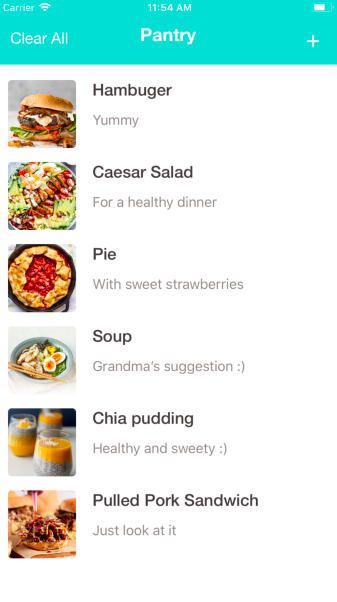 Carrier 11:54 AM
Clear All Pantry +
Hambuger
Yummy
Caesar Salad
For a healthy dinner
Pie
With sweet strawberries
Soup
Grandma's suggestion :)
Chia pudding
Healthy and sweety :)
Pulled Pork Sandwich
Just look at it